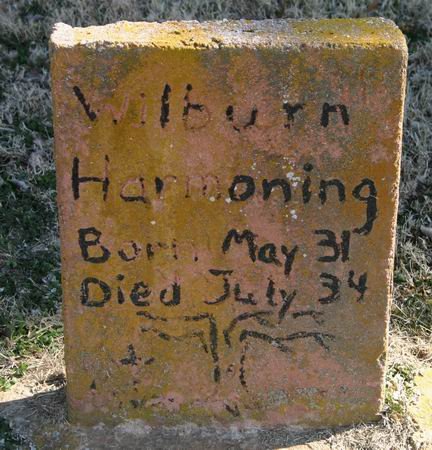 Wilburn
Harmoning
Born May 31
Died July 34